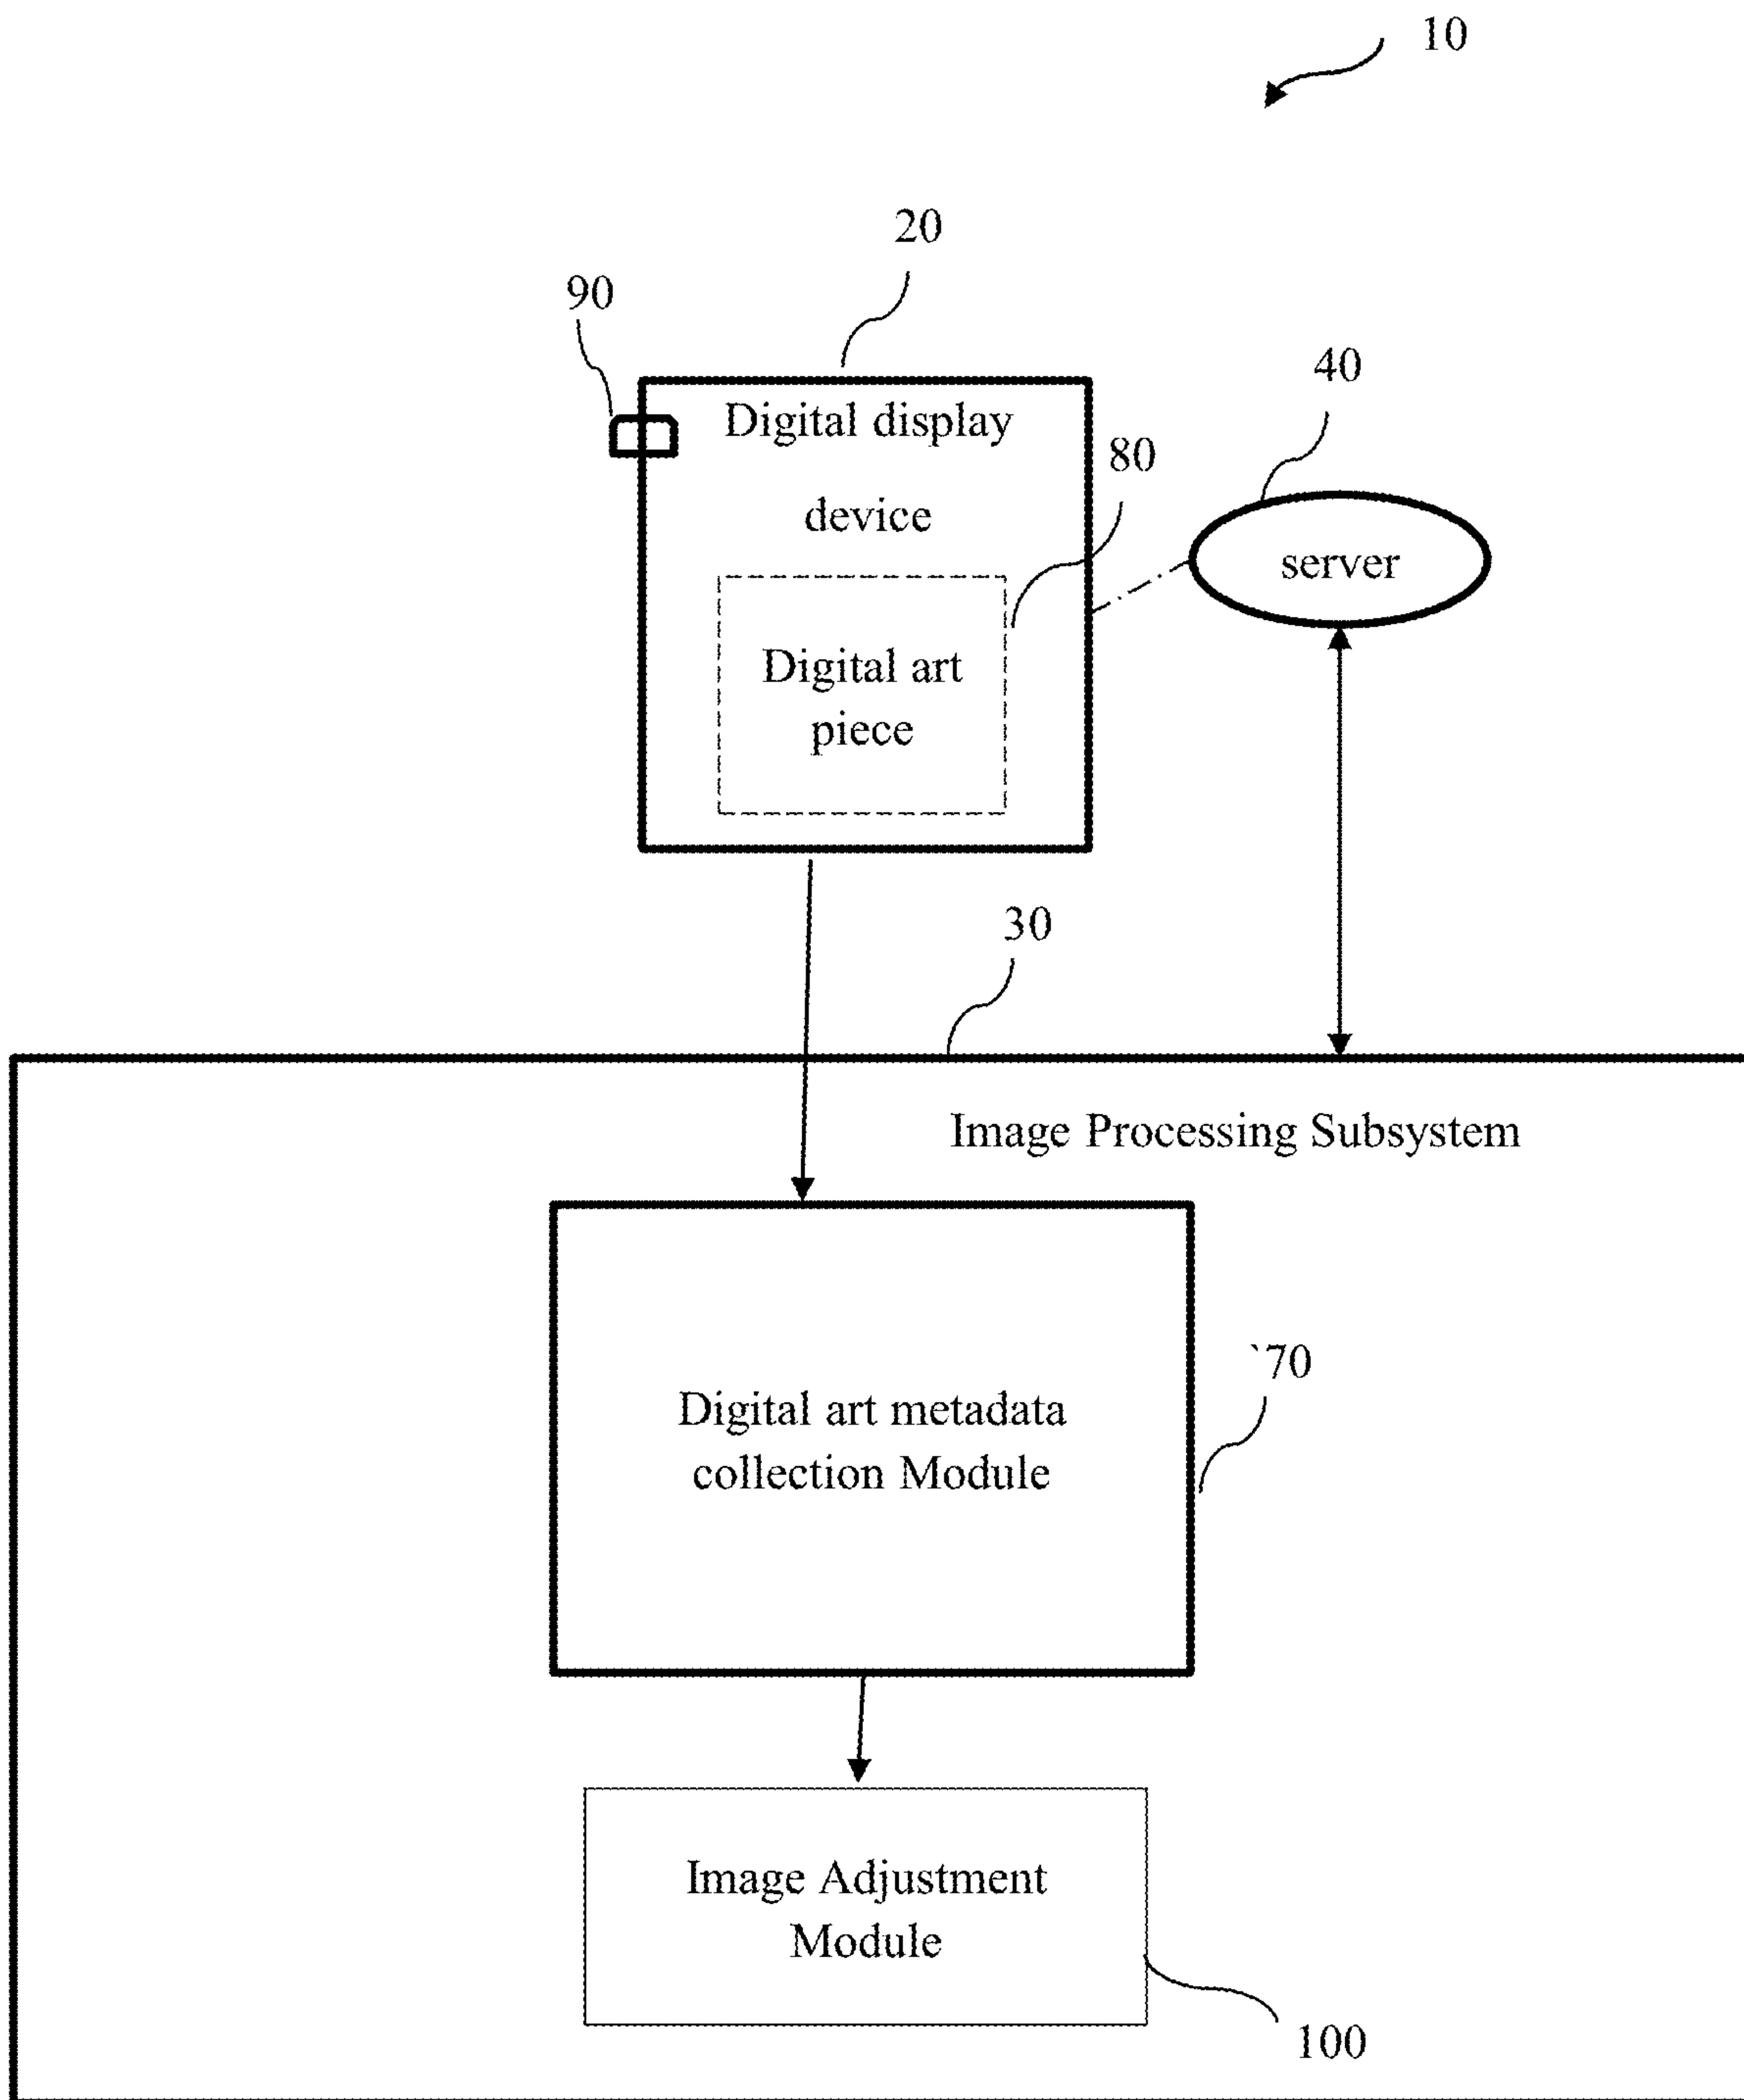 10
20
90
Digital display
40
80
device
server
Digital art
piece
30
Image Processing Subsystem
`70
Digital art metadata
collection Module
Image Adjustment
Module
100